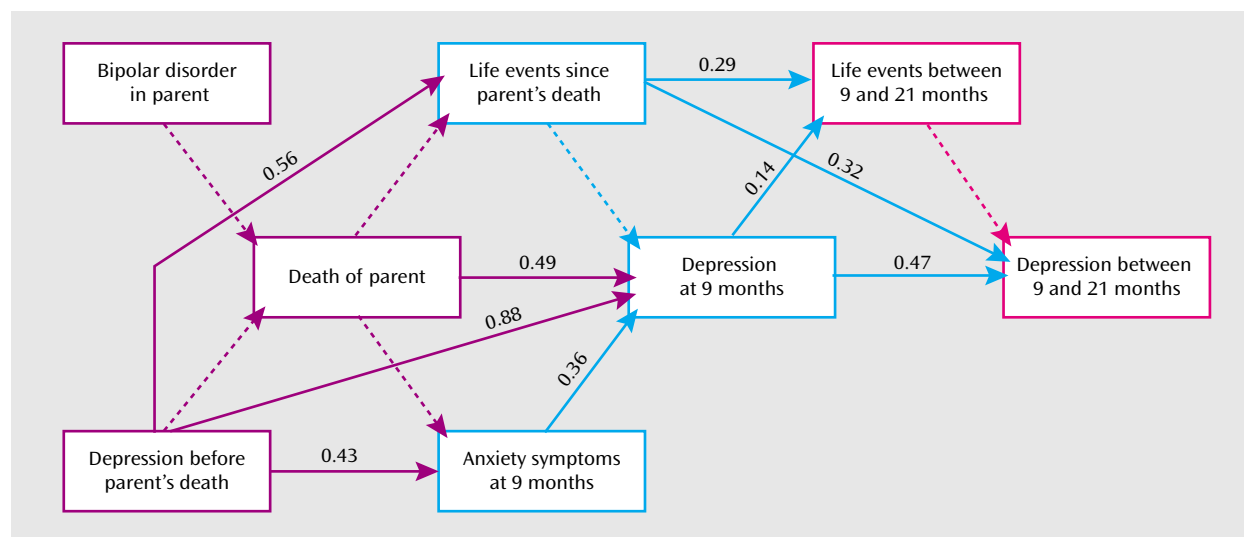 Bipolar disorder
in parent
Life events since
parent's death
0.29
Life events between
9 and 21 months
0.56
0.14
0.32
Death of parent
0.49
Depression
at 9 months
0.47
Depression between
9 and 21 months
0.88
0.36
Depression before
parent's death
0.43
Anxiety symptoms
at 9 months